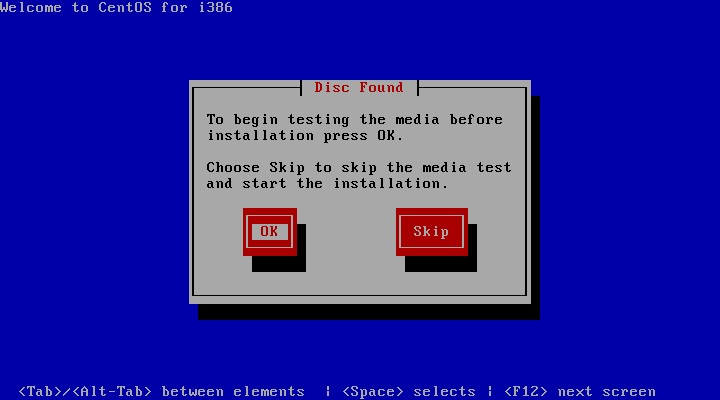 Welcome to CentOS for i386
Disc Found
To begin testing the media before
installation press OK.
Choose Skip to skip the media test
and start the installation.
OK
Skip
<Tab>/<Alt-Tab> between elements | <Space> selects | <F12> next screen